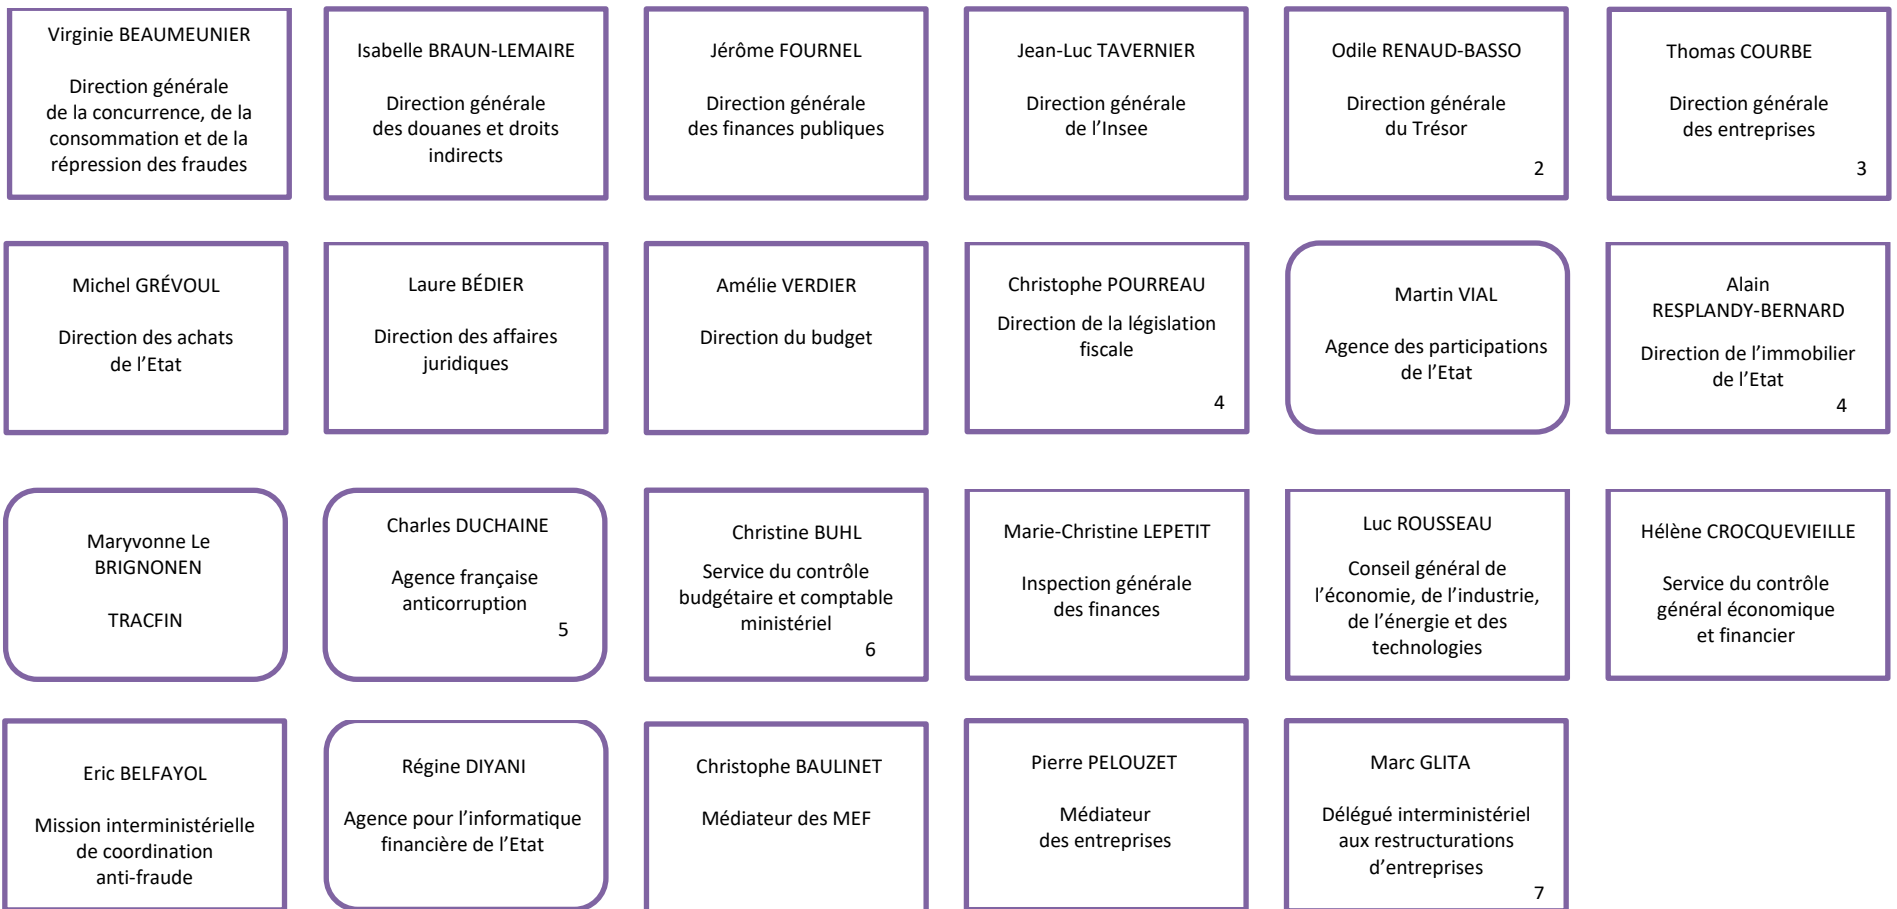 Virginie BEAUMEUNIER
Direction générale
de la concurrence, de la
consommation et de la
répression des fraudes
Isabelle BRAUN-LEMAIRE
Direction générale
des douanes et droits
indirects
Jérôme FOURNEL
Direction générale
des finances publiques
Jean-Luc TAVERNIER
Direction générale
de l’Insee
Odile RENAUD-BASSO
Direction générale
du Trésor
2
Thomas COURBE
Direction générale
des entreprises
3
Michel GRÉVOUL
Direction des achats
de l’Etat
Laure BÉDIER
Direction des affaires
juridiques
Amélie VERDIER
Direction du budget
Christophe POURREAU
Direction de la législation
fiscale
4
Martin VIAL
Agence des participations
de l’Etat
Alain
RESPLANDY-BERNARD
Direction de l’immobilier
de l’Etat
4
Maryvonne Le
BRIGNONEN
TRACFIN
Charles DUCHAINE
Agence française
anticorruption
5
Christine BUHL
Service du contrôle
budgétaire et comptable
ministériel
6
Marie-Christine LEPETIT
Inspection générale
des finances
Luc ROUSSEAU
Conseil général de
l’économie, de l’industrie,
de l’énergie et des
technologies
Hélène CROCQUEVIEILLE
Service du contrôle
général économique
et financier
Eric BELFAYOL
Mission interministérielle
de coordination
anti-fraude
Régine DIYANI
Agence pour l’informatique
financière de l’Etat
Christophe BAULINET
Médiateur des MEF
Pierre PELOUZET
Médiateur
des entreprises
Marc GLITA
Délégué interministériel
aux restructurations
d’entreprises
7